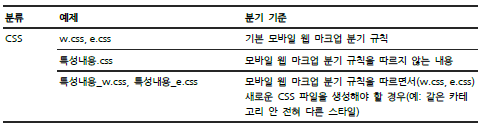 분류 예제 분기 기준
CSS w.css, e.css 기본 모바일 웹 마크업 분기 규칙
특성내용.css 모바일 웹 마크업 분기 규칙을 따르지 않는 내용
특성내용_w.css, 특성내용_e.css 모바일 웹 마크업 분기 규칙을 따르면서(w.css, e.css)
새로운 CSS 파일을 생성해야 할 경우(예: 같은 카테
고리 안 전혀 다른 스타일)